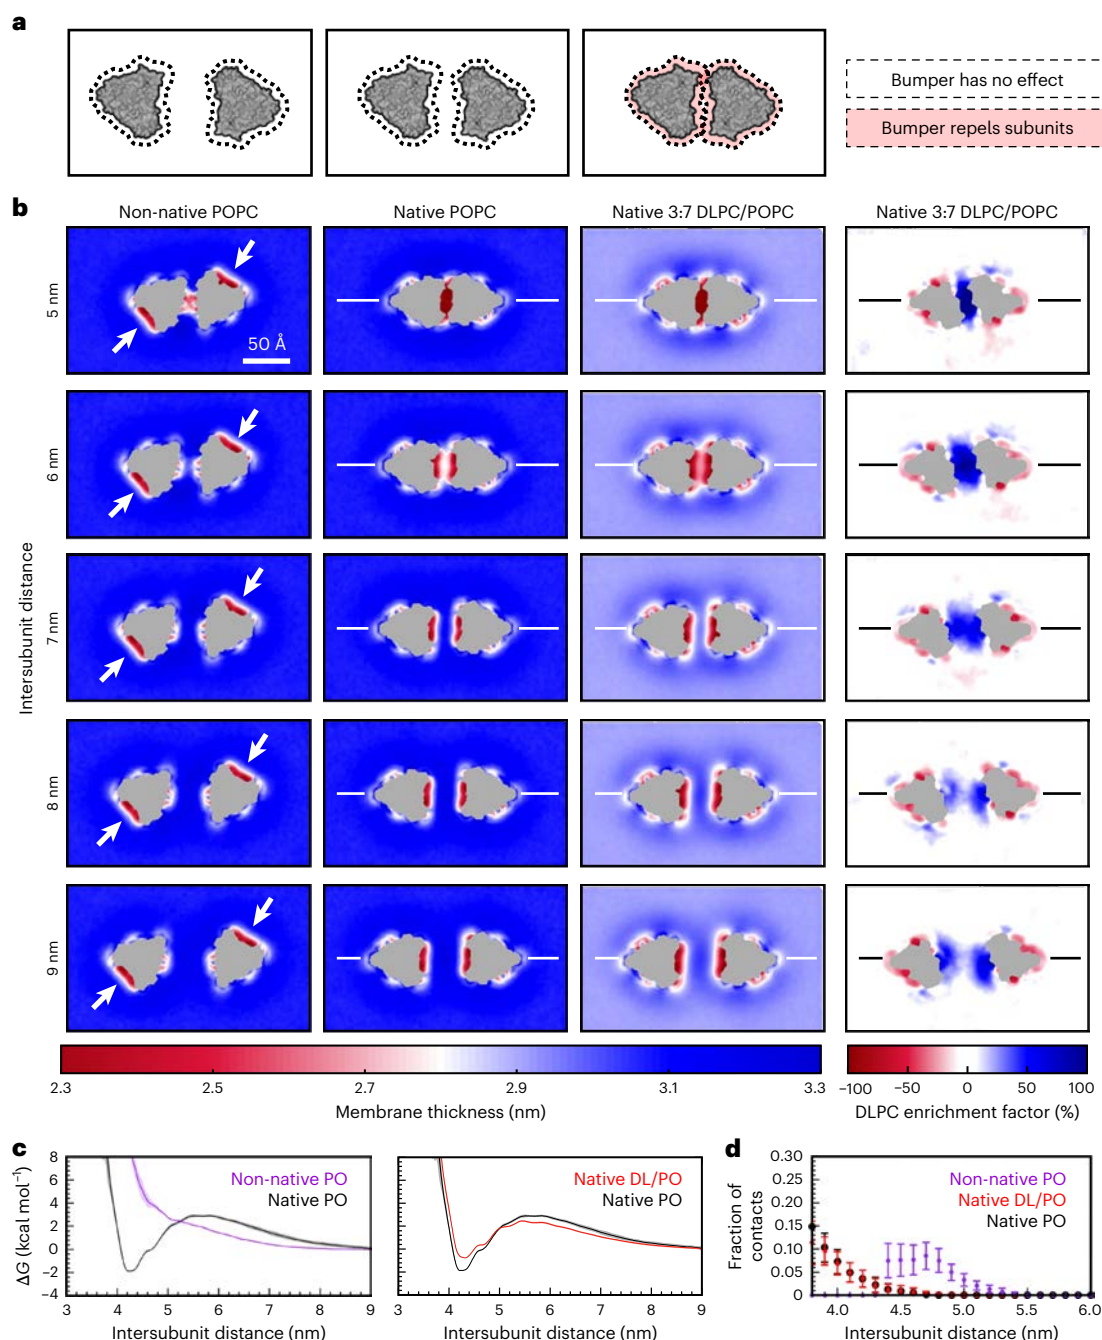 a
Bumper has no effect
Bumper repels subunits
b
Non-native POPC
Native POPC
Native 3:7 DLPC/POPC
Native 3:7 DLPC/POPC
Intersubunit distance
5 nm
50 Å
6 nm
7 nm
8 nm
9 nm
2.3 2.5 2.7 2.9 3.1 3.3
Membrane thickness (nm)
−100 −50 0 50 100
DLPC enrichment factor (%)
c
ΔG (kcal mol−1)
8
6
4
2
0
−2
−4
Non-native PO
Native PO
3 4 5 6 7 8 9
Intersubunit distance (nm)
Native DL/PO
Native PO
3 4 5 6 7 8 9
Intersubunit distance (nm)
d
Fraction of contacts
0.30
0.25
0.20
0.15
0.10
0.05
0
Non-native PO
Native DL/PO
Native PO
4.0 4.5 5.0 5.5 6.0
Intersubunit distance (nm)